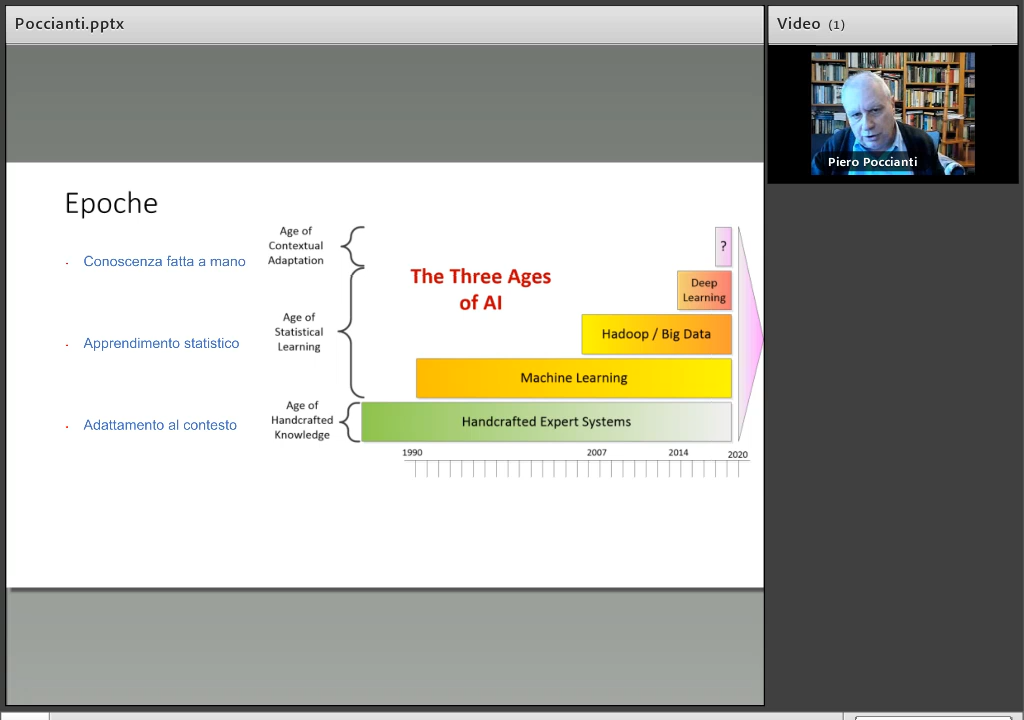 Poccianti.pptx
Video (1)
Piero Poccianti
Epoche
· Conoscenza fatta a mano
· Apprendimento statistico
· Adattamento al contesto
Age of
Contextual
Adaptation
Age of
Statistical
Learning
Age of
Handcrafted
Knowledge
The Three Ages
of AI
?
Deep
Learning
Hadoop / Big Data
Machine Learning
Handcrafted Expert Systems
1990 2007 2014 2020